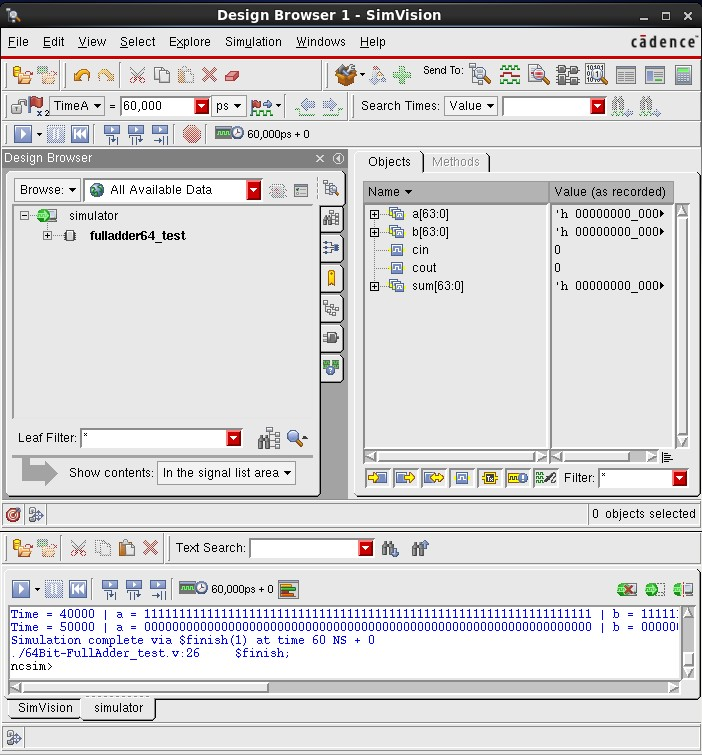 Design Browser 1 - SimVision
File Edit View Select Explore Simulation Windows Help cādence
Send To:
TimeA = 60,000 ps Search Times: Value
60,000ps + 0
Design Browser
Browse: All Available Data
simulator
fulladder64_test
Leaf Filter: *
Show contents: In the signal list area
Objects Methods
Name Value (as recorded)
a[63:0] 'h 00000000_000
b[63:0] 'h 00000000_000
cin 0
cout 0
sum[63:0] 'h 00000000_000
Filter: *
0 objects selected
Text Search:
60,000ps + 0
Time = 40000 | a = 1111111111111111111111111111111111111111111111111111111111111111 | b = 11111
Time = 50000 | a = 0000000000000000000000000000000000000000000000000000000000000000 | b = 00000
Simulation complete via $finish(1) at time 60 NS + 0
./64Bit-FullAdder_test.v:26 $finish;
ncsim>
SimVision simulator